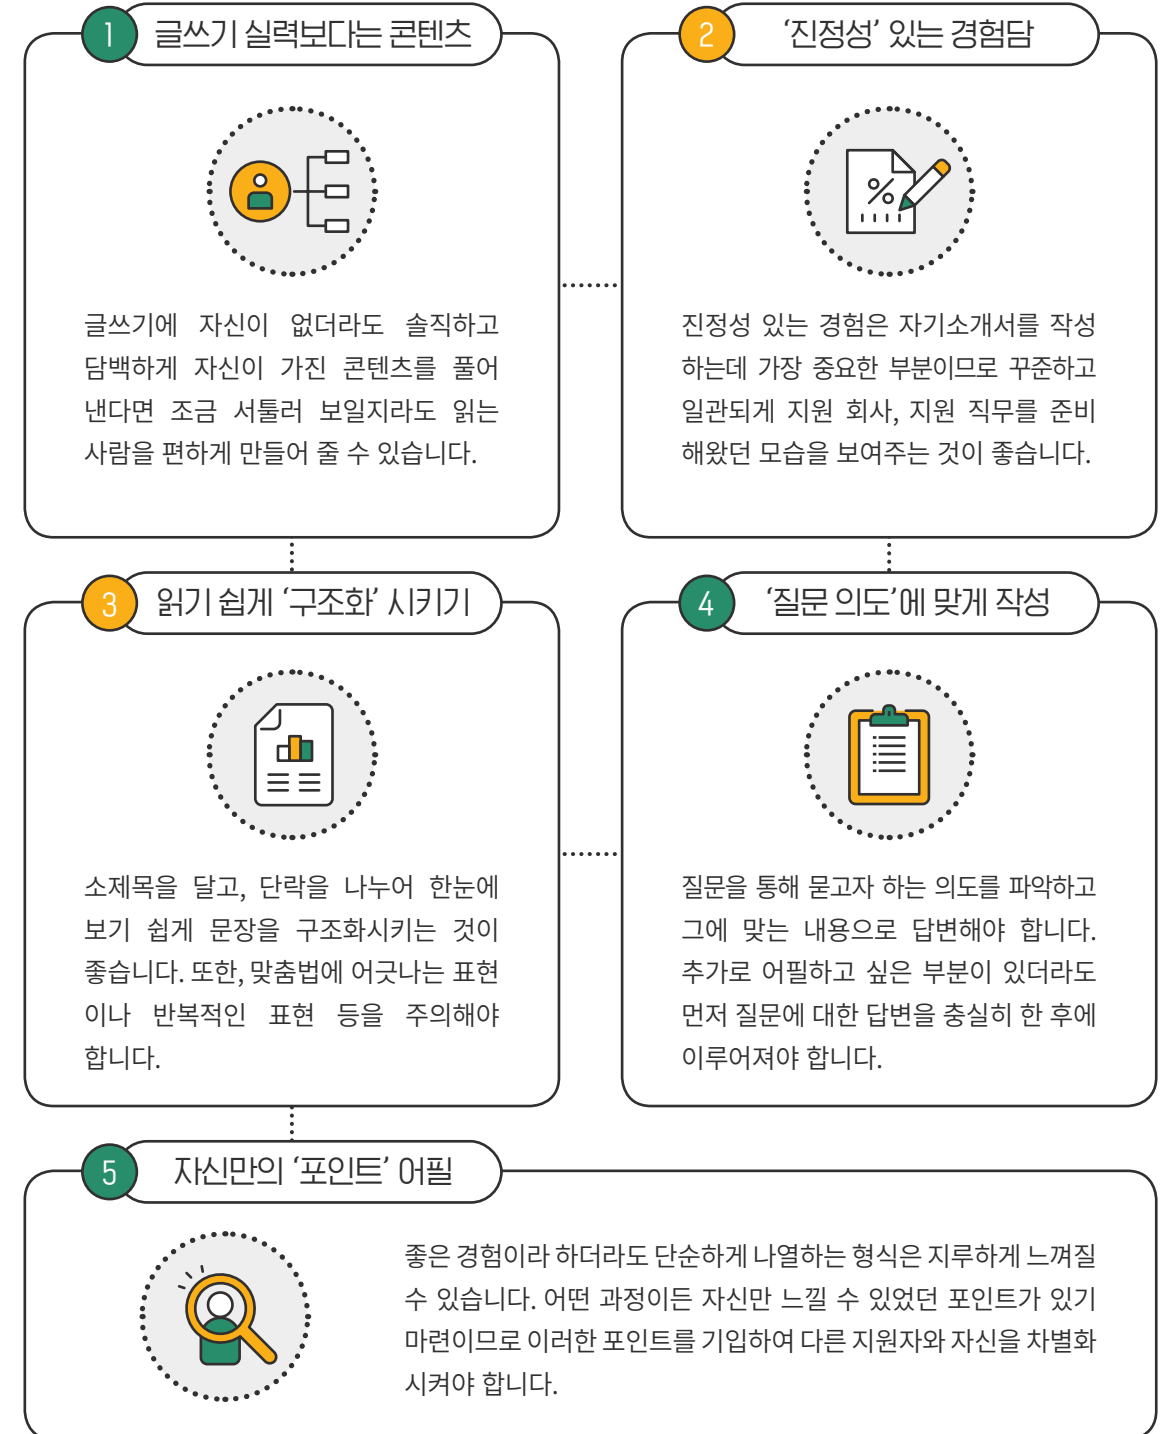 1 글쓰기 실력보다는 콘텐츠
글쓰기에 자신이 없더라도 솔직하고
담백하게 자신이 가진 콘텐츠를 풀어
낸다면 조금 서툴러 보일지라도 읽는
사람을 편하게 만들어 줄 수 있습니다.
2 ‘진정성’ 있는 경험담
%
진정성 있는 경험은 자기소개서를 작성
하는데 가장 중요한 부분이므로 꾸준하고
일관되게 지원 회사, 지원 직무를 준비
해왔던 모습을 보여주는 것이 좋습니다.
3 읽기 쉽게 ‘구조화’ 시키기
소제목을 달고, 단락을 나누어 한눈에
보기 쉽게 문장을 구조화시키는 것이
좋습니다. 또한, 맞춤법에 어긋나는 표현
이나 반복적인 표현 등을 주의해야
합니다.
4 ‘질문 의도’에 맞게 작성
질문을 통해 묻고자 하는 의도를 파악하고
그에 맞는 내용으로 답변해야 합니다.
추가로 어필하고 싶은 부분이 있더라도
먼저 질문에 대한 답변을 충실히 한 후에
이루어져야 합니다.
5 자신만의 ‘포인트’ 어필
좋은 경험이라 하더라도 단순하게 나열하는 형식은 지루하게 느껴질
수 있습니다. 어떤 과정이든 자신만 느낄 수 있었던 포인트가 있기
마련이므로 이러한 포인트를 기입하여 다른 지원자와 자신을 차별화
시켜야 합니다.